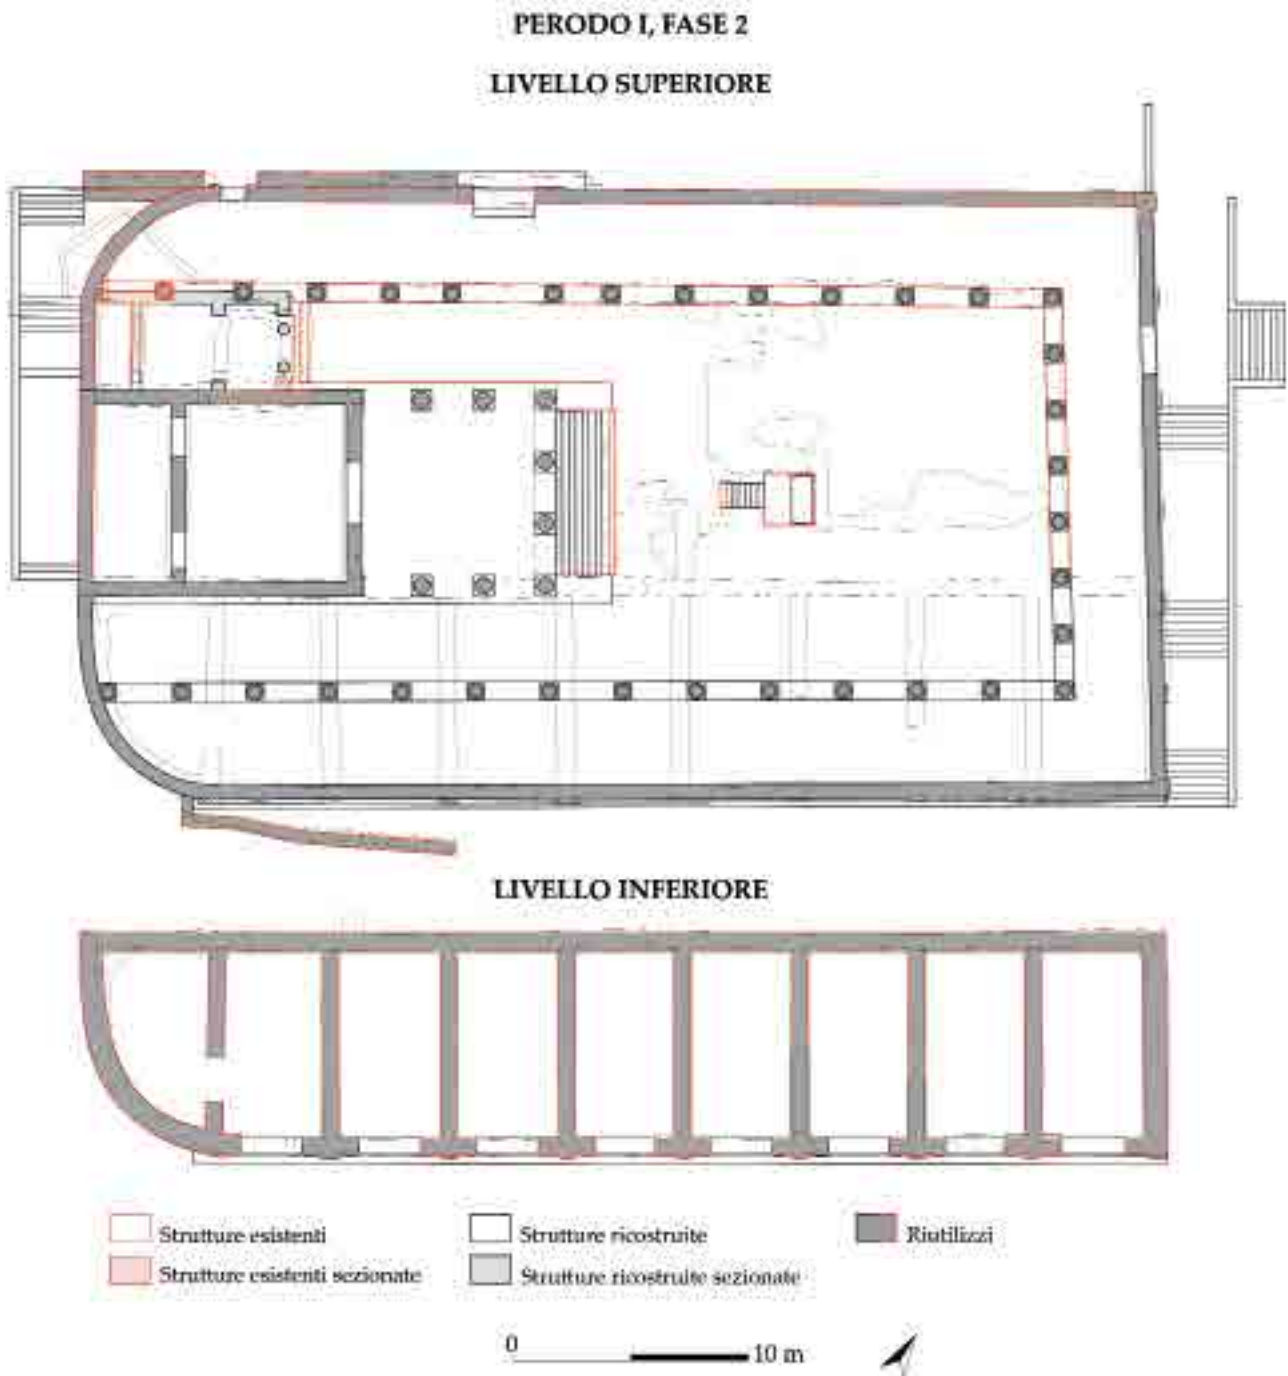 PERODO I, FASE 2
LIVELLO SUPERIORE
LIVELLO INFERIORE
Strutture esistenti
Strutture ricostruite
Riutilizzi
Strutture esistenti sezionate
Strutture ricostruite sezionate
0
10 m